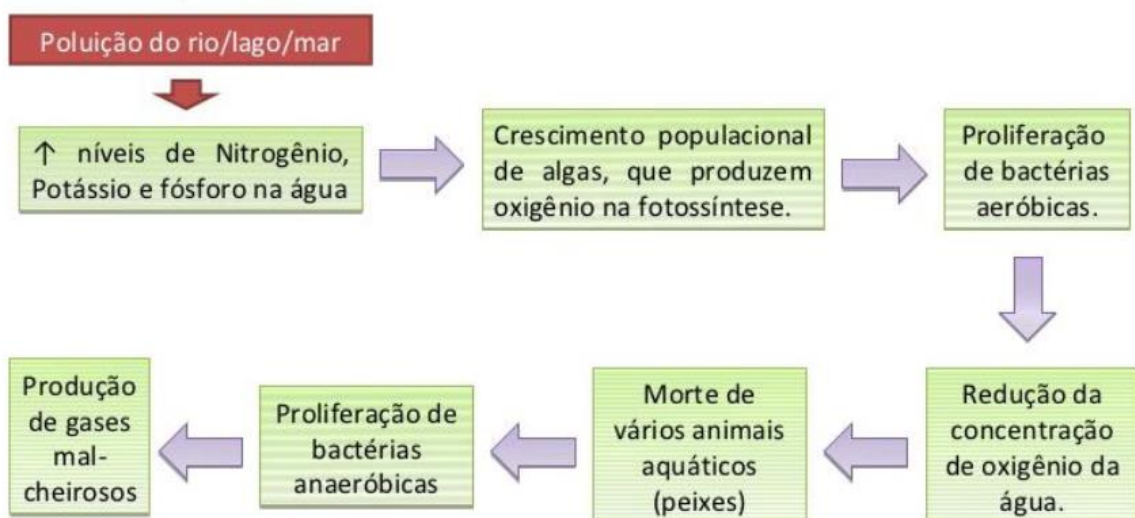 Poluição do rio/lago/mar
↑ níveis de Nitrogênio,
Potássio e fósforo na água
Crescimento populacional
de algas, que produzem
oxigênio na fotossíntese.
Proliferação
de bactérias
aeróbicas.
Redução da
concentração
de oxigênio da
água.
Morte de
vários animais
aquáticos
(peixes)
Proliferação de
bactérias
anaeróbicas
Produção
de gases
mal-
cheirosos